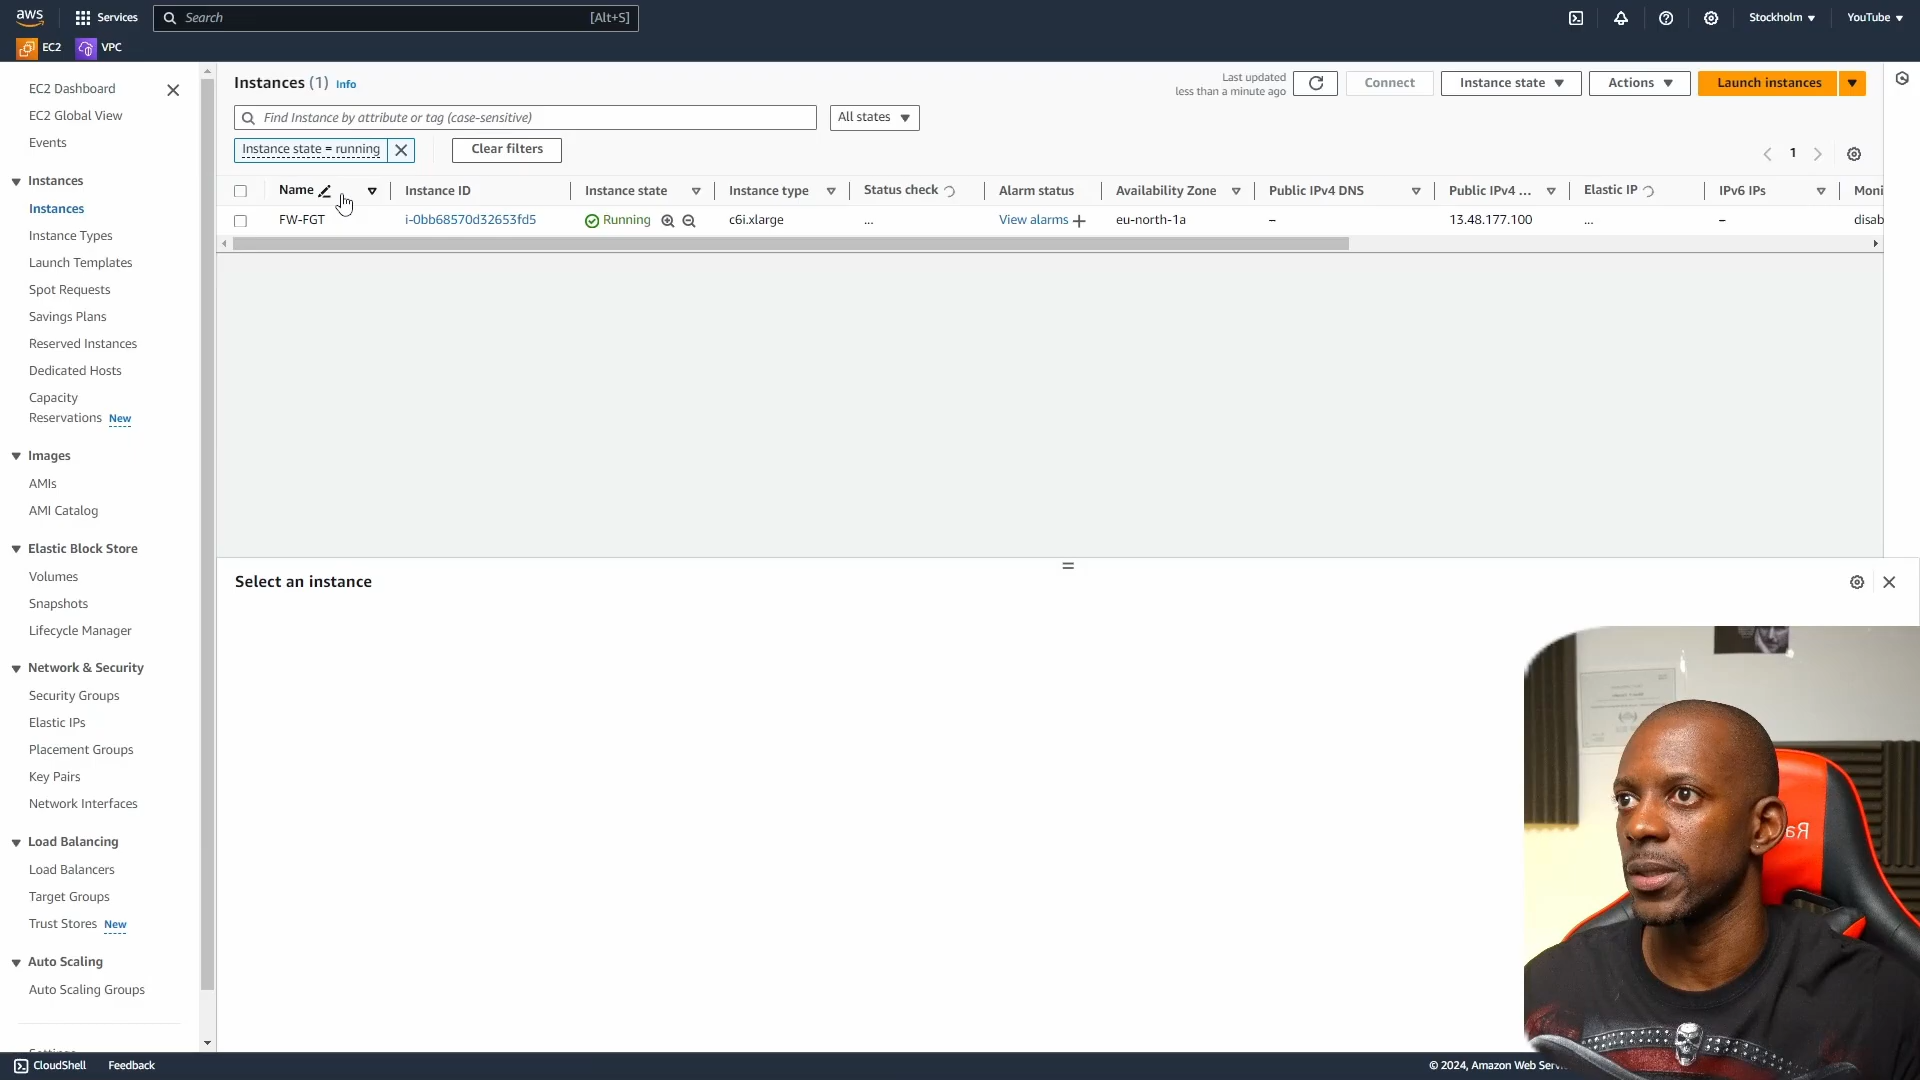 aws
Services
Search
[Alt+S]
Stockholm
YouTube
EC2
VPC
EC2 Dashboard
EC2 Global View
Events
Instances
Instances
Instance Types
Launch Templates
Spot Requests
Savings Plans
Reserved Instances
Dedicated Hosts
Capacity
Reservations New
Images
AMIs
AMI Catalog
Elastic Block Store
Volumes
Snapshots
Lifecycle Manager
Network & Security
Security Groups
Elastic IPs
Placement Groups
Key Pairs
Network Interfaces
Load Balancing
Load Balancers
Target Groups
Trust Stores New
Auto Scaling
Auto Scaling Groups
Settings
CloudShell
Feedback
Instances (1) Info
Last updated
less than a minute ago
Connect
Instance state
Actions
Launch instances
Find Instance by attribute or tag (case-sensitive)
All states
Instance state = running
Clear filters
1
Name
Instance ID
Instance state
Instance type
Status check
Alarm status
Availability Zone
Public IPv4 DNS
Public IPv4 ...
Elastic IP
IPv6 IPs
Moni
FW-FGT
i-0bb68570d32653fd5
Running
c6i.xlarge
...
View alarms +
eu-north-1a
–
13.48.177.100
...
–
disab
Select an instance
© 2024, Amazon Web Serv